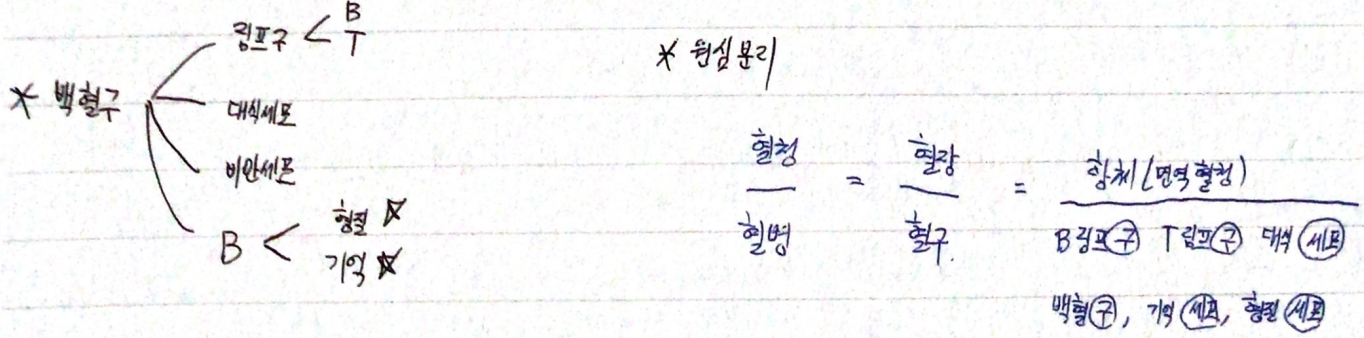 * 백혈구
림프구 < B
T
대식세포
비만세포
B < 형질 ☆
기억 ☆
* 원심분리
혈청 = 혈장 = 항체(면역혈청)
혈병 혈구 B림프구 T림프구 대식세포
백혈구, 기억세포, 형질세포